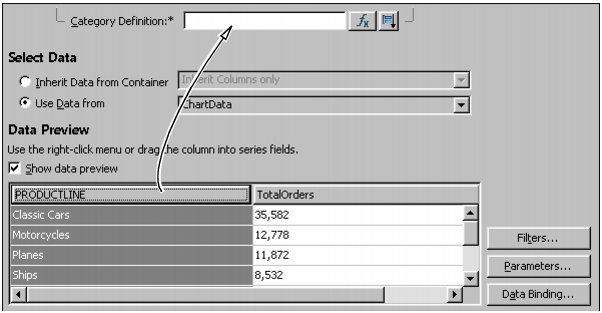 Category Definition:*
fx
Select Data
Inherit Data from Container Inherit Columns only
Use Data from ChartData
Data Preview
Use the right-click menu or drag the column into series fields.
Show data preview
PRODUCTLINE TotalOrders
Classic Cars 35,582
Motorcycles 12,778
Planes 11,872
Ships 8,532
Filters...
Parameters...
Data Binding...